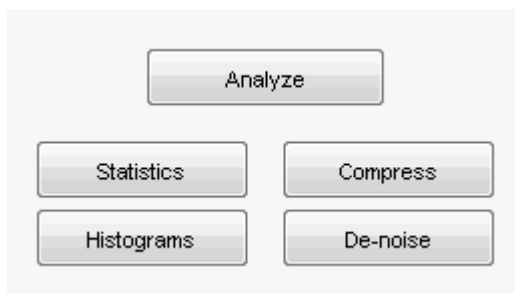 Analyze
Statistics
Compress
Histograms
De-noise